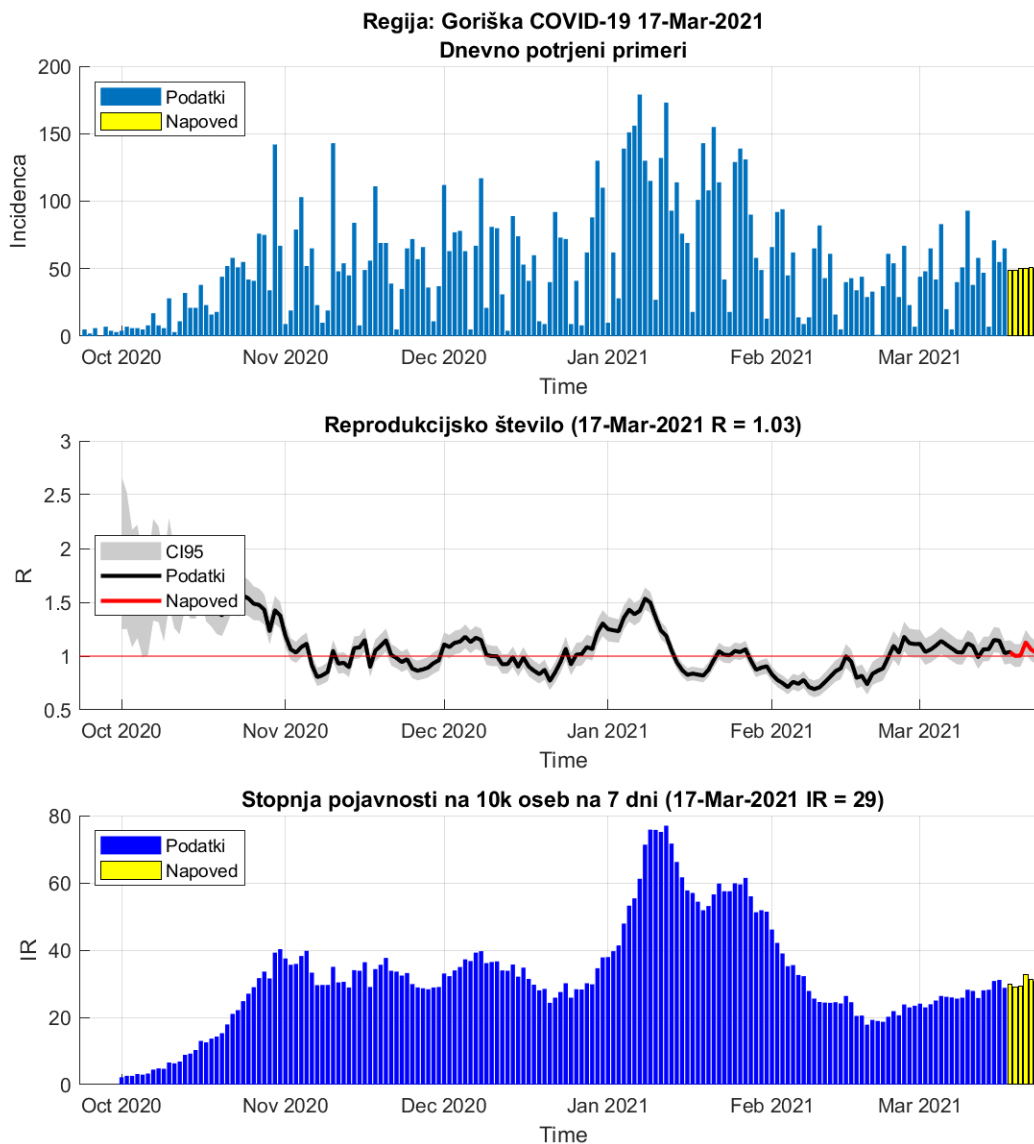 Regija: Goriška COVID-19 17-Mar-2021
Dnevno potrjeni primeri
200
150
100
50
0
Incidenca
Podatki
Napoved
Oct 2020 Nov 2020 Dec 2020 Jan 2021 Feb 2021 Mar 2021
Time
Reprodukcijsko število (17-Mar-2021 R = 1.03)
3
2.5
2
1.5
1
0.5
R
CI95
Podatki
Napoved
Oct 2020 Nov 2020 Dec 2020 Jan 2021 Feb 2021 Mar 2021
Time
Stopnja pojavnosti na 10k oseb na 7 dni (17-Mar-2021 IR = 29)
80
60
40
20
0
IR
Podatki
Napoved
Oct 2020 Nov 2020 Dec 2020 Jan 2021 Feb 2021 Mar 2021
Time